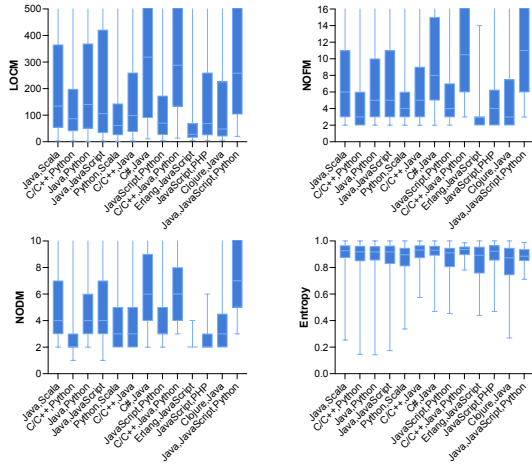 500
400
300
200
100
0
LOCM
Java,Scala
C/C++,Python
Java,Python
Java,JavaScript
Python,Scala
C/C++,Java
C#,Java
JavaScript,Python
C/C++,Java,Python
Erlang,JavaScript
JavaScript,PHP
Clojure,Java
Java,JavaScript,Python
16
14
12
10
8
6
4
2
0
NOFM
Java,Scala
C/C++,Python
Java,Python
Java,JavaScript
Python,Scala
C/C++,Java
C#,Java
JavaScript,Python
C/C++,Java,Python
Erlang,JavaScript
JavaScript,PHP
Clojure,Java
Java,JavaScript,Python
10
8
6
4
2
0
NODM
Java,Scala
C/C++,Python
Java,Python
Java,JavaScript
Python,Scala
C/C++,Java
C#,Java
JavaScript,Python
C/C++,Java,Python
Erlang,JavaScript
JavaScript,PHP
Clojure,Java
Java,JavaScript,Python
1.0
0.8
0.6
0.4
0.2
0.0
Entropy
Java,Scala
C/C++,Python
Java,Python
Java,JavaScript
Python,Scala
C/C++,Java
C#,Java
JavaScript,Python
C/C++,Java,Python
Erlang,JavaScript
JavaScript,PHP
Clojure,Java
Java,JavaScript,Python